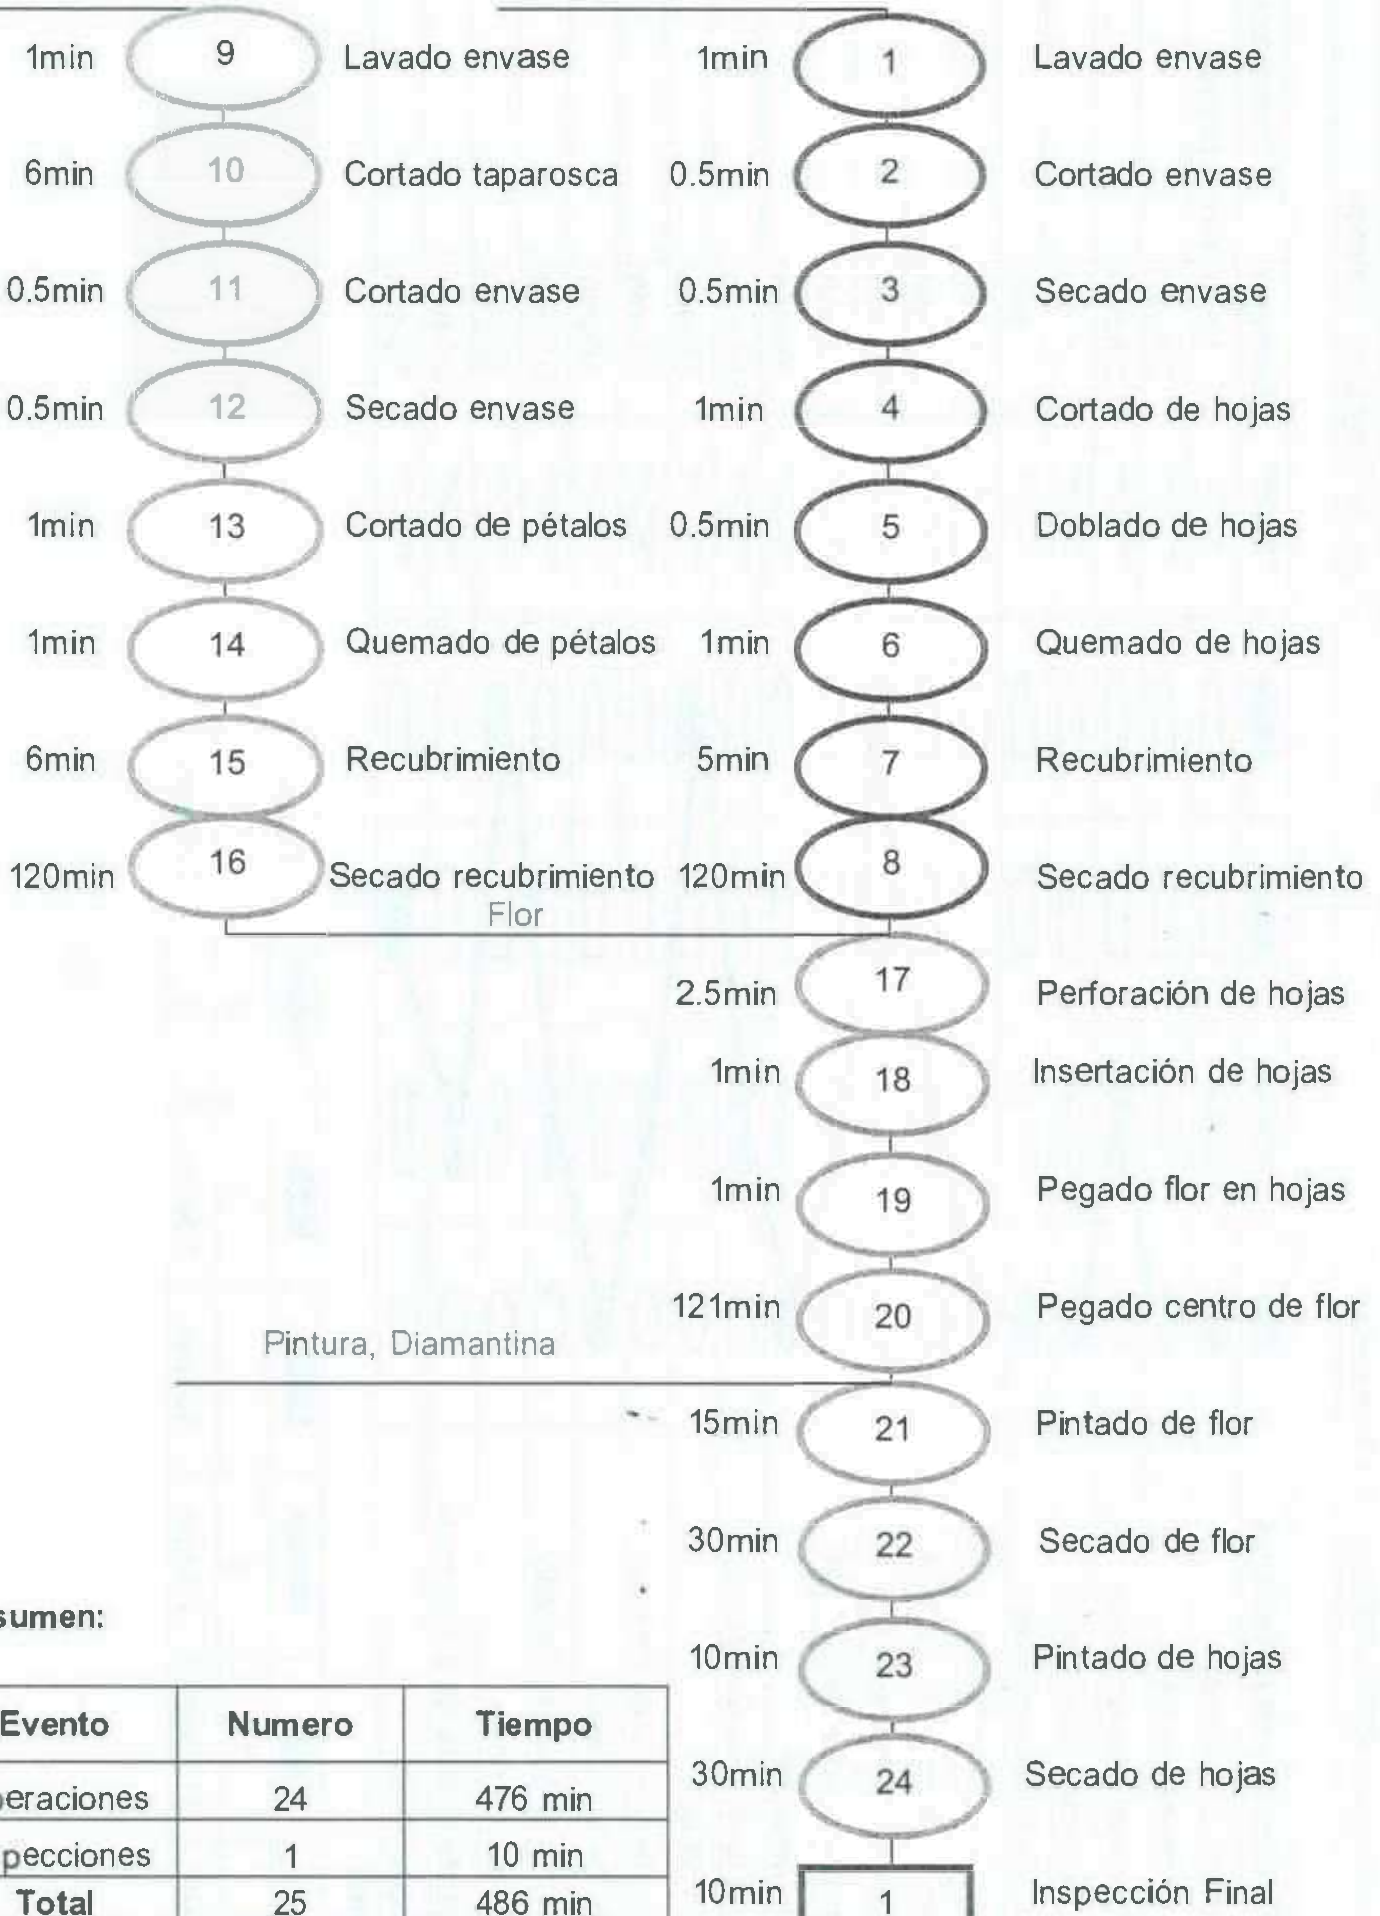 1min 9 Lavado envase 1min 1 Lavado envase
6min 10 Cortado taparosca 0.5min 2 Cortado envase
0.5min 11 Cortado envase 0.5min 3 Secado envase
0.5min 12 Secado envase 1min 4 Cortado de hojas
1min 13 Cortado de pétalos 0.5min 5 Doblado de hojas
1min 14 Quemado de pétalos 1min 6 Quemado de hojas
6min 15 Recubrimiento 5min 7 Recubrimiento
120min 16 Secado recubrimiento 120min 8 Secado recubrimiento
Flor
2.5min 17 Perforación de hojas
1min 18 Insertación de hojas
1min 19 Pegado flor en hojas
121min 20 Pegado centro de flor
Pintura, Diamantina
15min 21 Pintado de flor
30min 22 Secado de flor
sumen:
10min 23 Pintado de hojas
Evento Numero Tiempo
30min 24 Secado de hojas
eraciones 24 476 min
pecciones 1 10 min
Total 25 486 min
10min 1 Inspección Final